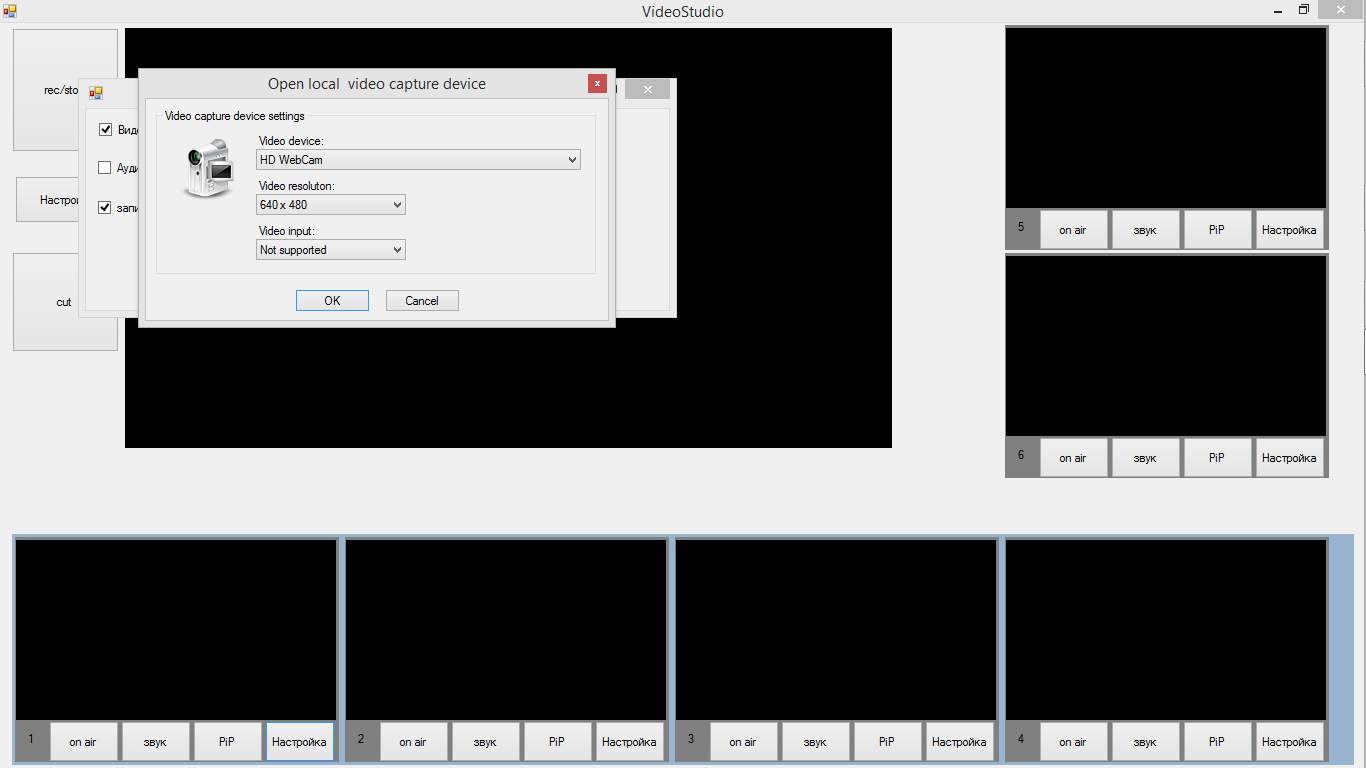 VideoStudio
rec/sto
Open local  video capture device
Video capture device settings
Виде
Video device:
HD WebCam
Ауди
Video resoluton:
Настрой
640 x 480
запи
Video input:
Not supported
cut
OK
Cancel
5
on air
звук
PiP
Настройка
6
on air
звук
PiP
Настройка
1
on air
звук
PiP
Настройка
2
on air
звук
PiP
Настройка
3
on air
звук
PiP
Настройка
4
on air
звук
PiP
Настройка